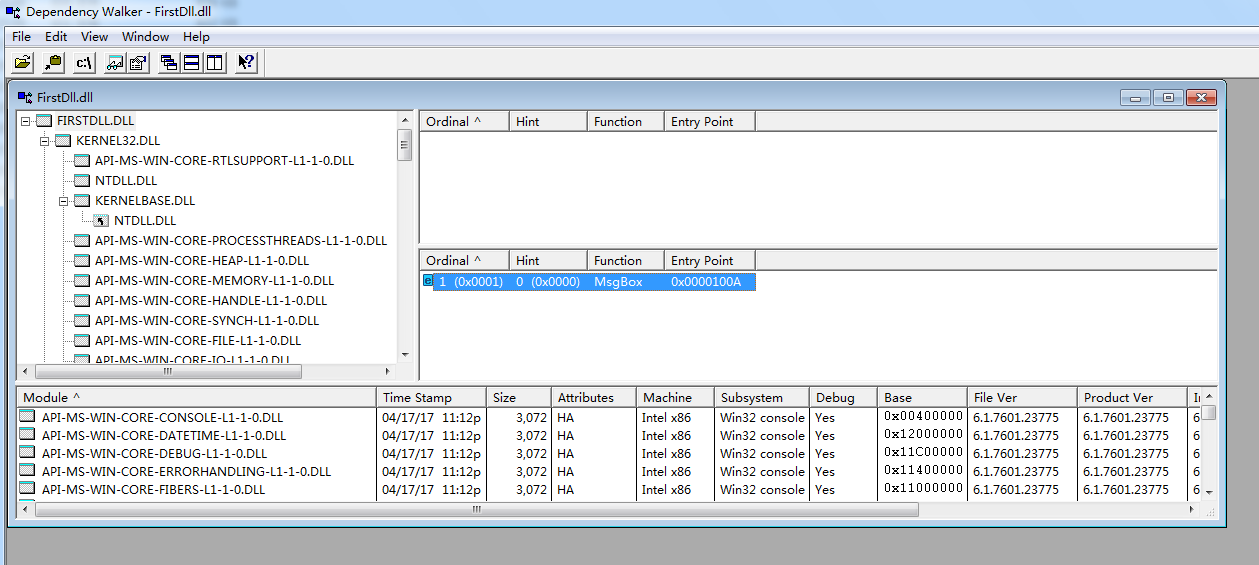 Dependency Walker - FirstDll.dll
File Edit View Window Help
c:\
FirstDll.dll
FIRSTDLL.DLL
KERNEL32.DLL
API-MS-WIN-CORE-RTLSUPPORT-L1-1-0.DLL
NTDLL.DLL
KERNELBASE.DLL
NTDLL.DLL
API-MS-WIN-CORE-PROCESSTHREADS-L1-1-0.DLL
API-MS-WIN-CORE-HEAP-L1-1-0.DLL
API-MS-WIN-CORE-MEMORY-L1-1-0.DLL
API-MS-WIN-CORE-HANDLE-L1-1-0.DLL
API-MS-WIN-CORE-SYNCH-L1-1-0.DLL
API-MS-WIN-CORE-FILE-L1-1-0.DLL
API-MS-WIN-CORE-IO-L1-1-0.DLL
Ordinal ^ Hint Function Entry Point
Ordinal ^ Hint Function Entry Point
e 1 (0x0001) 0 (0x0000) MsgBox 0x0000100A
Module ^ Time Stamp Size Attributes Machine Subsystem Debug Base File Ver Product Ver
API-MS-WIN-CORE-CONSOLE-L1-1-0.DLL 04/17/17 11:12p 3,072 HA Intel x86 Win32 console Yes 0x00400000 6.1.7601.23775 6.1.7601.23775 6
API-MS-WIN-CORE-DATETIME-L1-1-0.DLL 04/17/17 11:12p 3,072 HA Intel x86 Win32 console Yes 0x12000000 6.1.7601.23775 6.1.7601.23775 6
API-MS-WIN-CORE-DEBUG-L1-1-0.DLL 04/17/17 11:12p 3,072 HA Intel x86 Win32 console Yes 0x11C00000 6.1.7601.23775 6.1.7601.23775 6
API-MS-WIN-CORE-ERRORHANDLING-L1-1-0.DLL 04/17/17 11:12p 3,072 HA Intel x86 Win32 console Yes 0x11400000 6.1.7601.23775 6.1.7601.23775 6
API-MS-WIN-CORE-FIBERS-L1-1-0.DLL 04/17/17 11:12p 3,072 HA Intel x86 Win32 console Yes 0x11000000 6.1.7601.23775 6.1.7601.23775 6